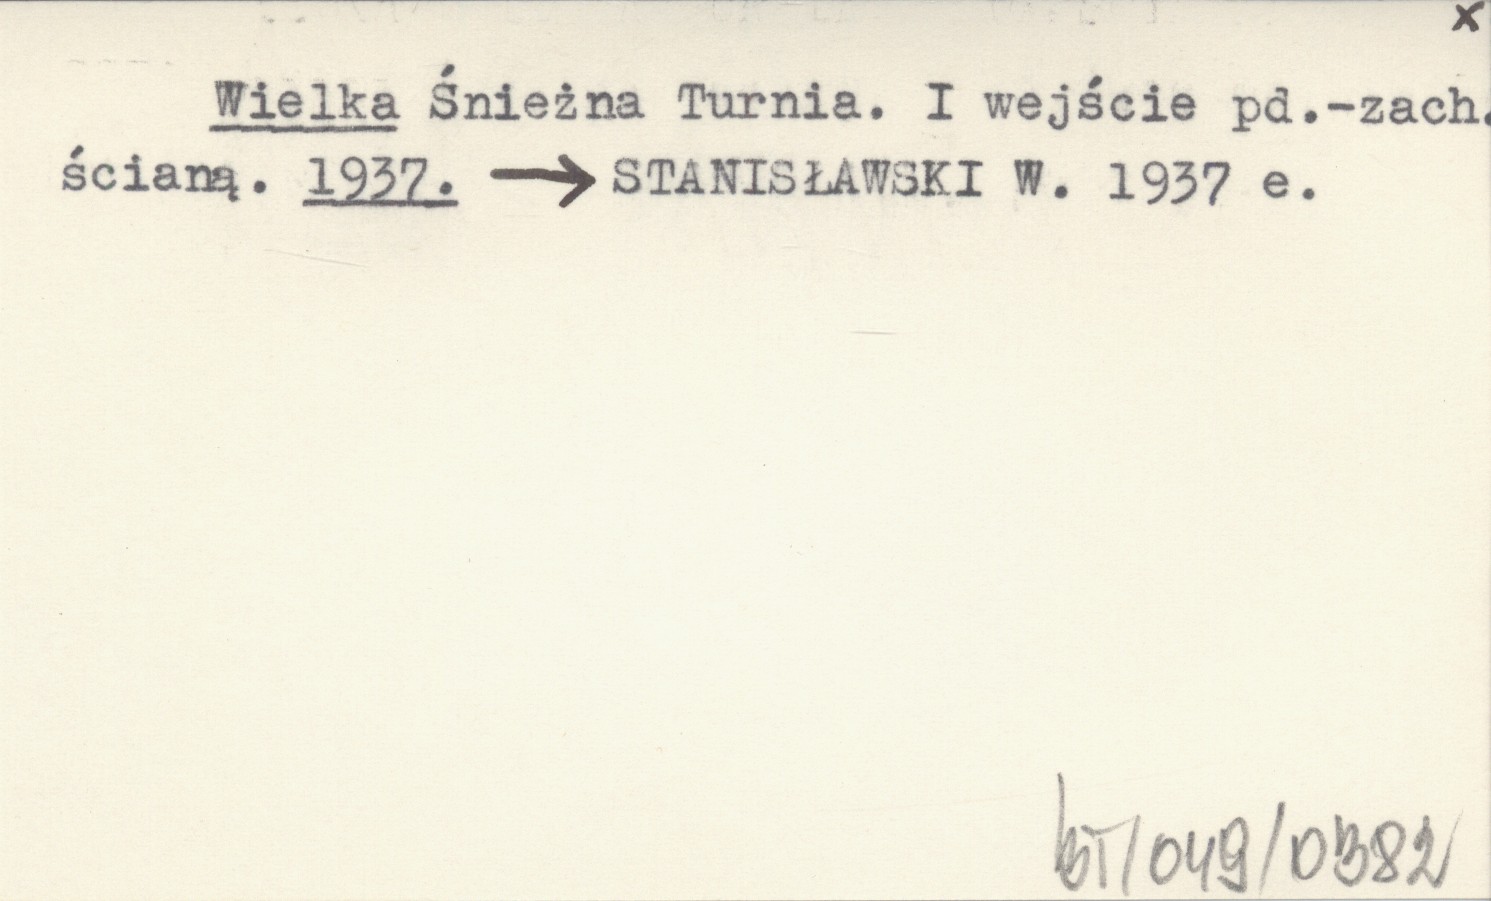 x
Wielka Śnieżna Turnia. I wejście pd.-zach.
ścianą. 1937. → STANISŁAWSKI W. 1937 e.
BT/049/0382